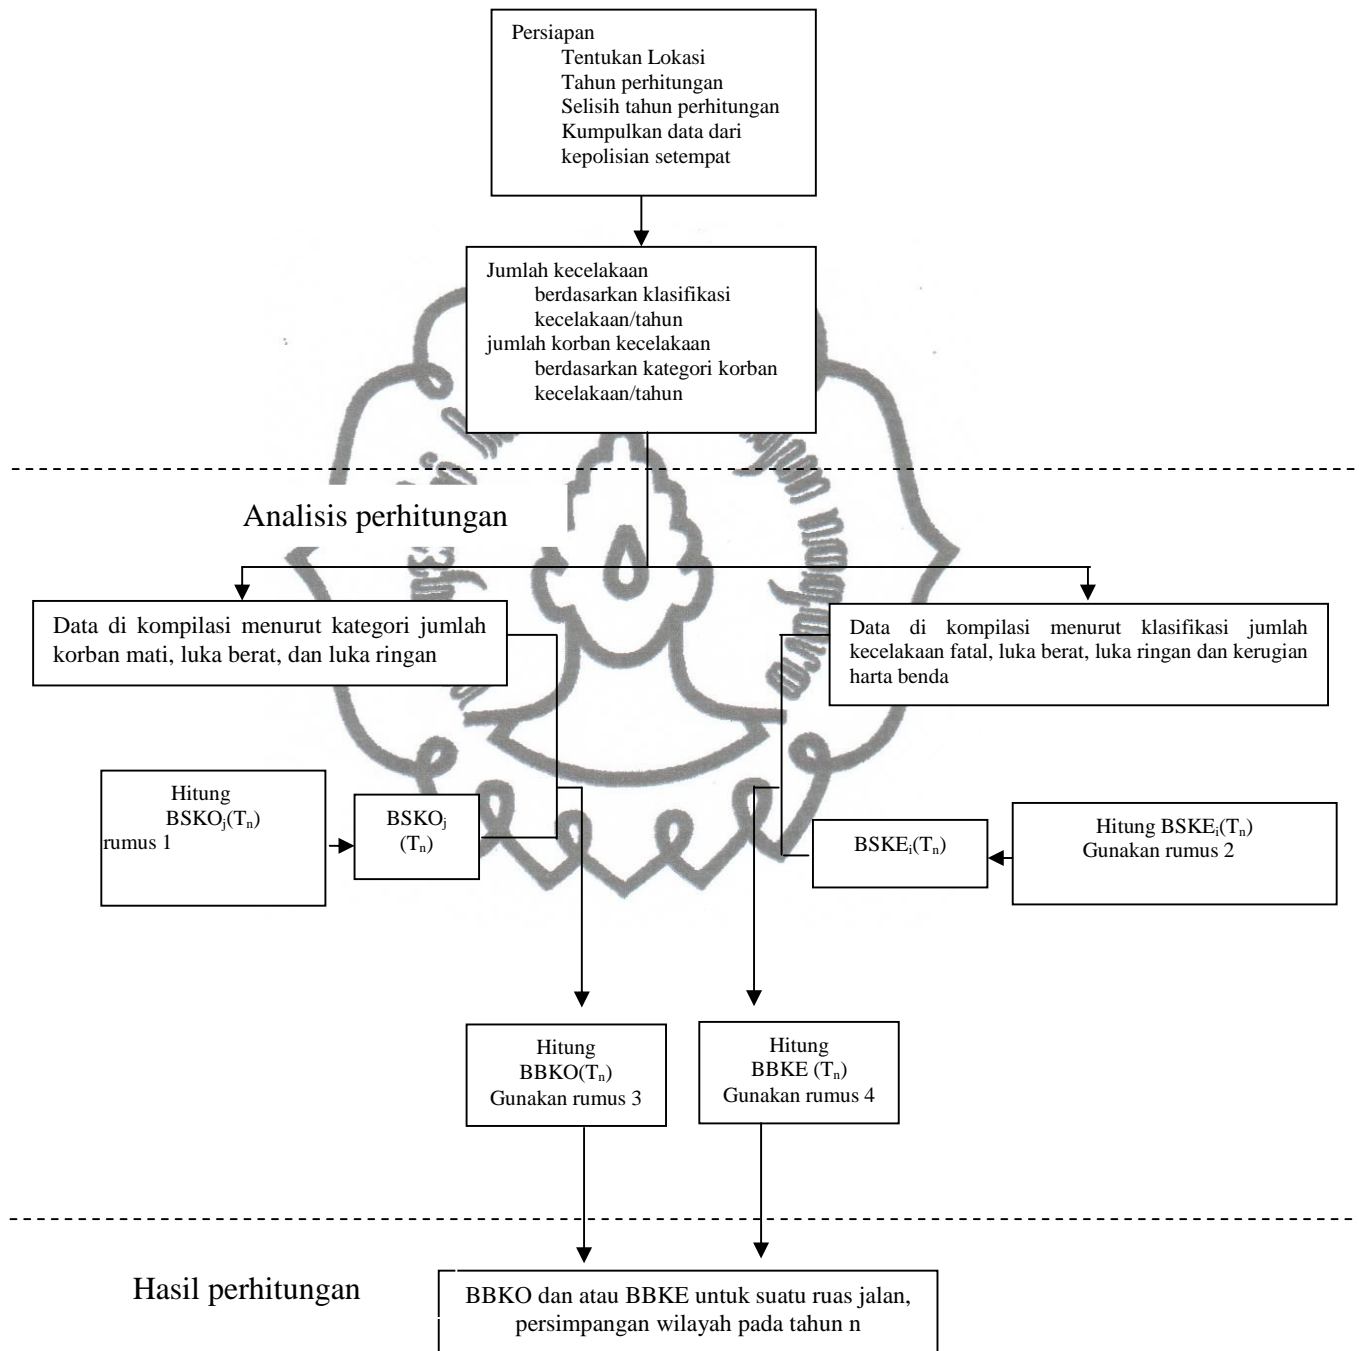 Persiapan
Tentukan Lokasi
Tahun perhitungan
Selisih tahun perhitungan
Kumpulkan data dari
kepolisian setempat
Jumlah kecelakaan
berdasarkan klasifikasi
kecelakaan/tahun
jumlah korban kecelakaan
berdasarkan kategori korban
kecelakaan/tahun
Analisis perhitungan
Data di kompilasi menurut kategori jumlah
korban mati, luka berat, dan luka ringan
Data di kompilasi menurut klasifikasi jumlah
kecelakaan fatal, luka berat, luka ringan dan kerugian
harta benda
Hitung
BSKOj(Tn)
rumus 1
BSKOj
(Tn)
BSKEi(Tn)
Hitung BSKEi(Tn)
Gunakan rumus 2
Hitung
BBKO(Tn)
Gunakan rumus 3
Hitung
BBKE (Tn)
Gunakan rumus 4
Hasil perhitungan
BBKO dan atau BBKE untuk suatu ruas jalan,
persimpangan wilayah pada tahun n